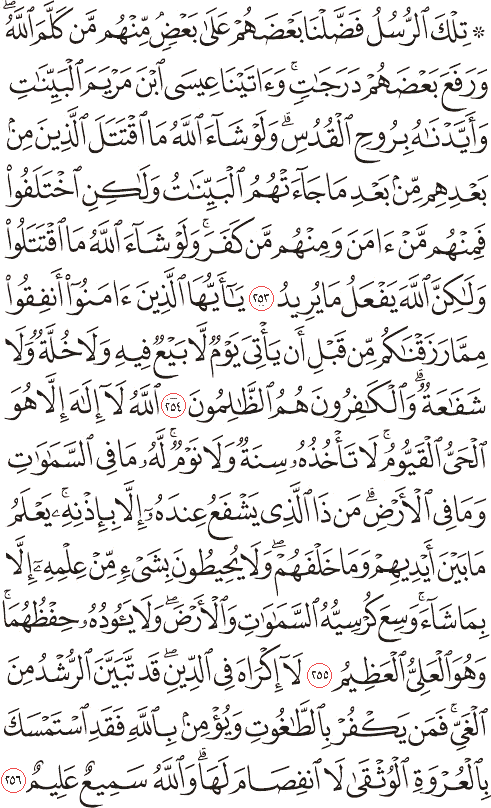 ۞ تِلْكَ ٱلرُّسُلُ فَضَّلْنَا بَعْضَهُمْ عَلَىٰ بَعْضٍۘ مِّنْهُم مَّن كَلَّمَ ٱللَّهُۖ
وَرَفَعَ بَعْضَهُمْ دَرَجَٰتٍۚ وَءَاتَيْنَا عِيسَى ٱبْنَ مَرْيَمَ ٱلْبَيِّنَٰتِ
وَأَيَّدْنَٰهُ بِرُوحِ ٱلْقُدُسِۗ وَلَوْ شَآءَ ٱللَّهُ مَا ٱقْتَتَلَ ٱلَّذِينَ مِنۢ
بَعْدِهِم مِّنۢ بَعْدِ مَا جَآءَتْهُمُ ٱلْبَيِّنَٰتُ وَلَٰكِنِ ٱخْتَلَفُوا۟
فَمِنْهُم مَّنْ ءَامَنَ وَمِنْهُم مَّن كَفَرَۚ وَلَوْ شَآءَ ٱللَّهُ مَا ٱقْتَتَلُوا۟
وَلَٰكِنَّ ٱللَّهَ يَفْعَلُ مَا يُرِيدُ ٢٥٣ يَٰٓأَيُّهَا ٱلَّذِينَ ءَامَنُوٓا۟ أَنفِقُوا۟
مِمَّا رَزَقْنَٰكُم مِّن قَبْلِ أَن يَأْتِىَ يَوْمٌ لَّا بَيْعٌ فِيهِ وَلَا خُلَّةٌ وَلَا
شَفَٰعَةٌۗ وَٱلْكَٰفِرُونَ هُمُ ٱلظَّٰلِمُونَ ٢٥٤ ٱللَّهُ لَآ إِلَٰهَ إِلَّا هُوَ
ٱلْحَىُّ ٱلْقَيُّومُۚ لَا تَأْخُذُهُۥ سِنَةٌ وَلَا نَوْمٌۚ لَّهُۥ مَا فِى ٱلسَّمَٰوَٰتِ
وَمَا فِى ٱلْأَرْضِۗ مَن ذَا ٱلَّذِى يَشْفَعُ عِندَهُۥٓ إِلَّا بِإِذْنِهِۦۚ يَعْلَمُ
مَا بَيْنَ أَيْدِيهِمْ وَمَا خَلْفَهُمْۖ وَلَا يُحِيطُونَ بِشَىْءٍ مِّنْ عِلْمِهِۦٓ إِلَّا
بِمَا شَآءَۚ وَسِعَ كُرْسِيُّهُ ٱلسَّمَٰوَٰتِ وَٱلْأَرْضَۖ وَلَا يَـُٔودُهُۥ حِفْظُهُمَاۚ
وَهُوَ ٱلْعَلِىُّ ٱلْعَظِيمُ ٢٥٥ لَآ إِكْرَاهَ فِى ٱلدِّينِۖ قَد تَّبَيَّنَ ٱلرُّشْدُ مِنَ
ٱلْغَىِّۚ فَمَن يَكْفُرْ بِٱلطَّٰغُوتِ وَيُؤْمِنۢ بِٱللَّهِ فَقَدِ ٱسْتَمْسَكَ
بِٱلْعُرْوَةِ ٱلْوُثْقَىٰ لَا ٱنفِصَامَ لَهَاۗ وَٱللَّهُ سَمِيعٌ عَلِيمٌ ٢٥٦